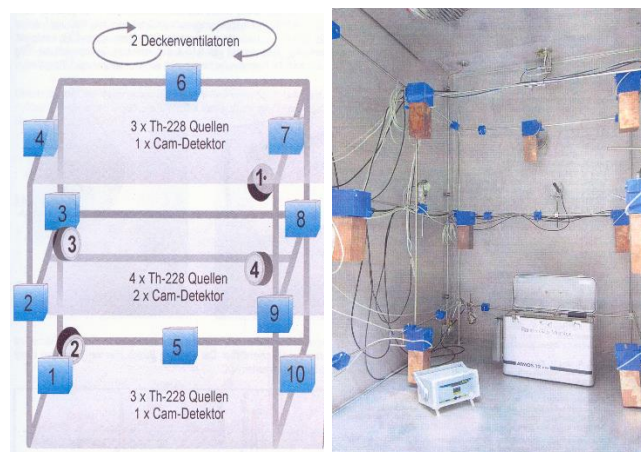 2 Deckenventilatoren
6
3 x Th-228 Quellen
1 x Cam-Detektor
4
7
1
3
8
3
4
4 x Th-228 Quellen
2 x Cam-Detektor
2
9
2
5
1
10
3 x Th-228 Quellen
1 x Cam-Detektor